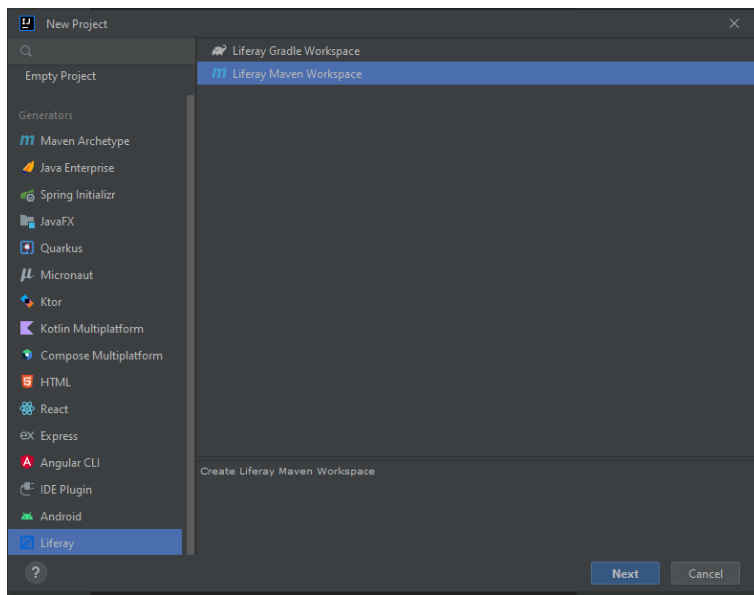 New Project
Empty Project
Generators
Maven Archetype
Java Enterprise
Spring Initializr
JavaFX
Quarkus
Micronaut
Ktor
Kotlin Multiplatform
Compose Multiplatform
HTML
React
Express
Angular CLI
IDE Plugin
Android
Liferay
Liferay Gradle Workspace
Liferay Maven Workspace
Create Liferay Maven Workspace
?
Next
Cancel